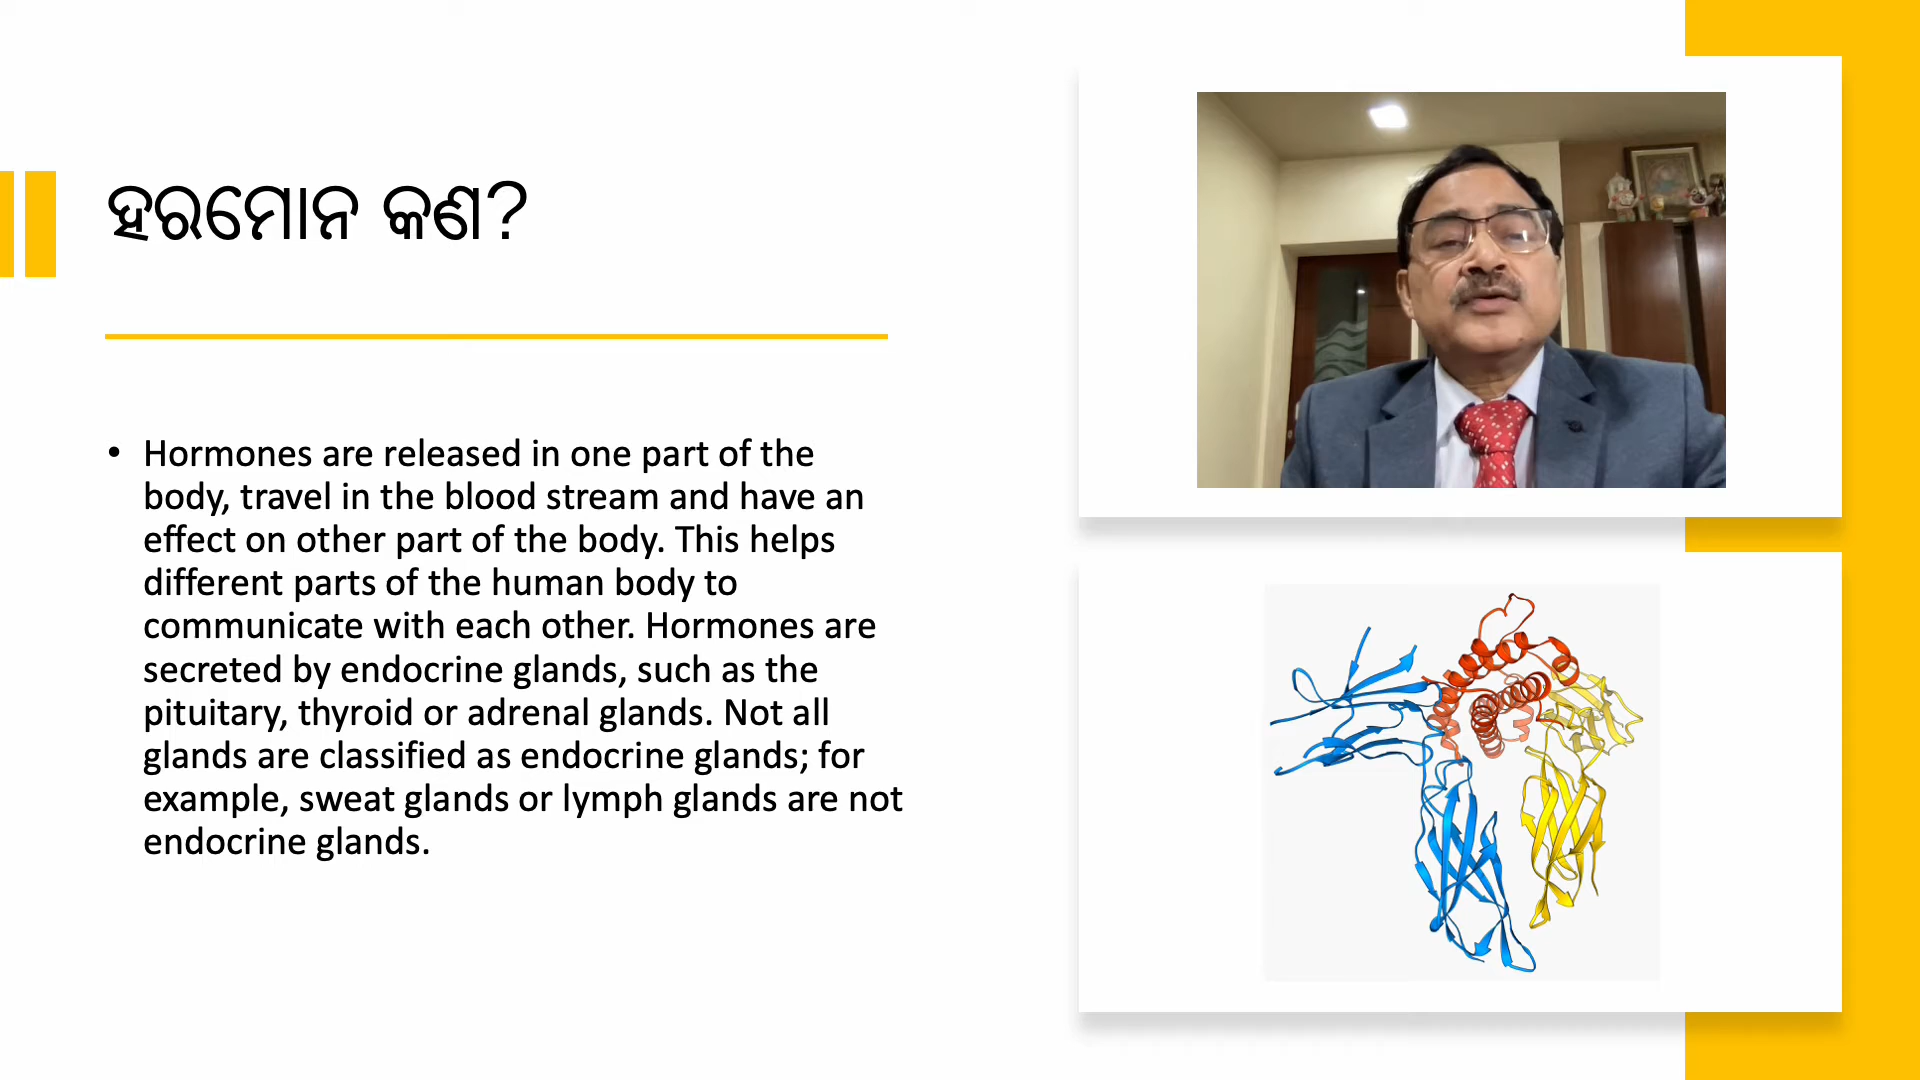 ହରମୋନ କଣ?
• Hormones are released in one part of the
body, travel in the blood stream and have an
effect on other part of the body. This helps
different parts of the human body to
communicate with each other. Hormones are
secreted by endocrine glands, such as the
pituitary, thyroid or adrenal glands. Not all
glands are classified as endocrine glands; for
example, sweat glands or lymph glands are not
endocrine glands.